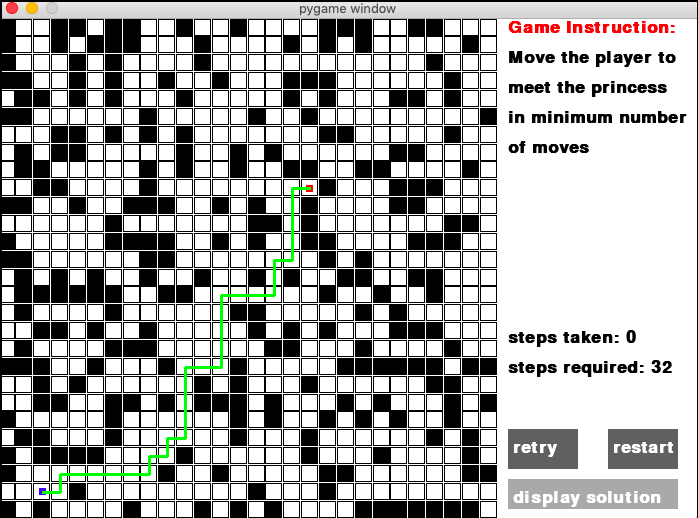 pygame window
Game Instruction:
Move the player to
meet the princess
in minimum number
of moves
steps taken: 0
steps required: 32
retry
restart
display solution